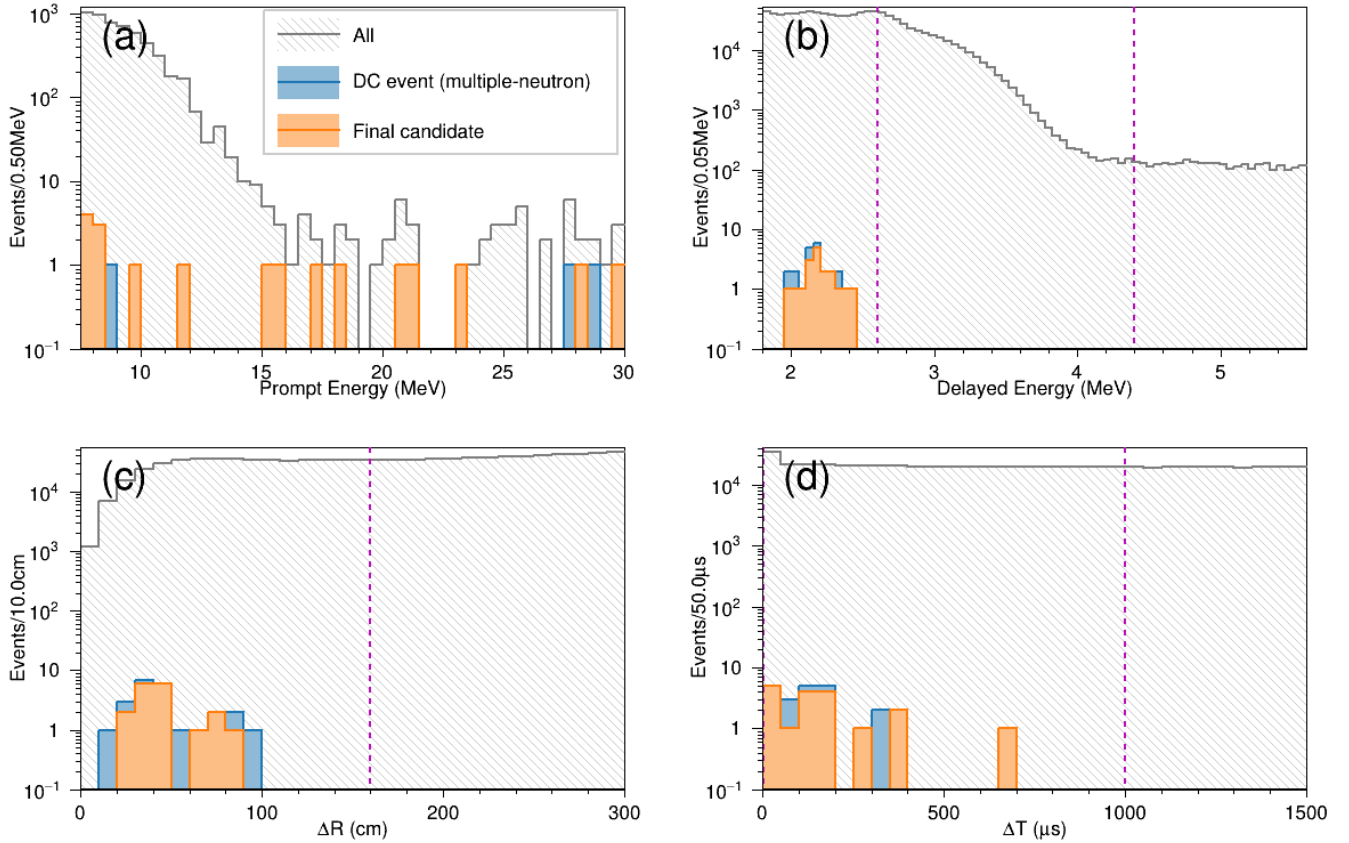 (a)
All
DC event (multiple-neutron)
Final candidate
10³
10²
10
1
10⁻¹
Events/0.50MeV
10 15 20 25 30
Prompt Energy (MeV)
(b)
10⁴
10³
10²
10
1
10⁻¹
Events/0.05MeV
2 3 4 5
Delayed Energy (MeV)
(c)
10⁴
10³
10²
10
1
10⁻¹
Events/10.0cm
0 100 200 300
ΔR (cm)
(d)
10⁴
10³
10²
10
1
10⁻¹
Events/50.0μs
0 500 1000 1500
ΔT (μs)